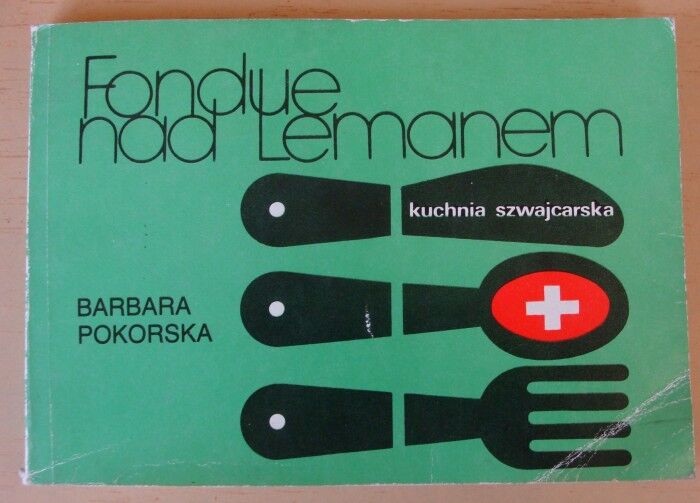 Fondue
nad Lemanem
kuchnia szwajcarska
BARBARA
POKORSKA